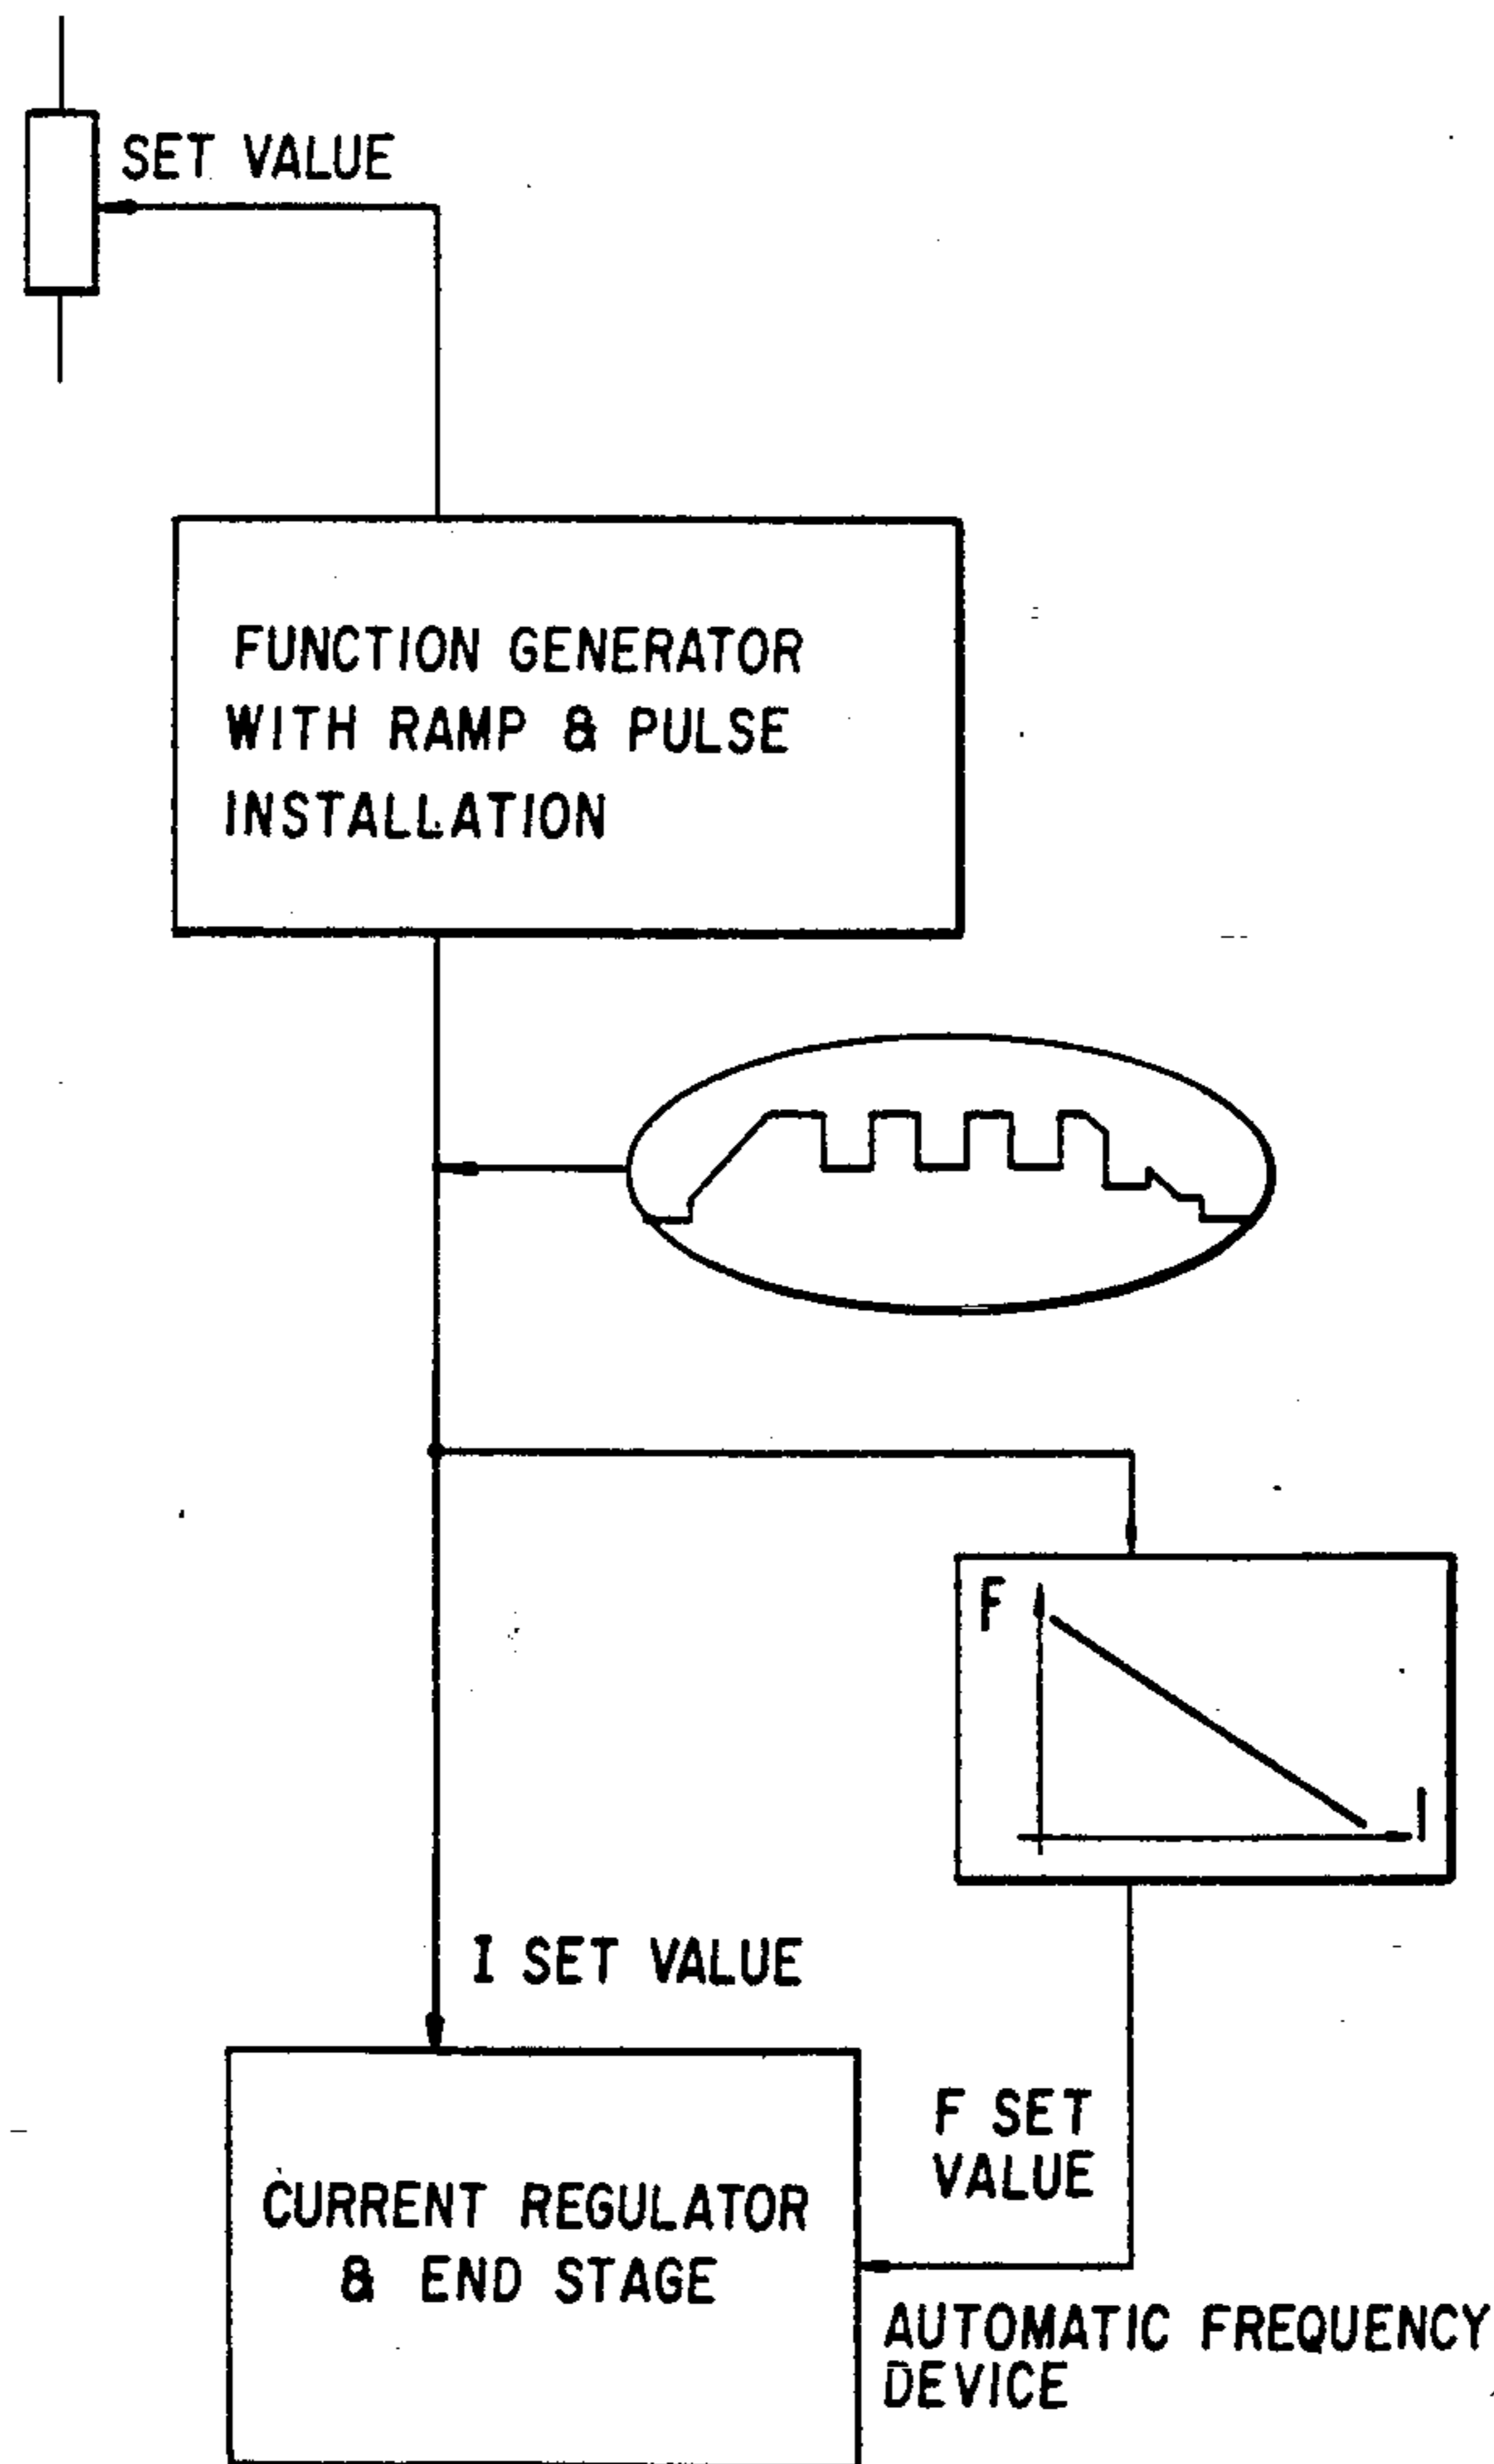 SET VALUE
FUNCTION GENERATOR
WITH RAMP & PULSE
INSTALLATION
F
I
I SET VALUE
F SET
VALUE
CURRENT REGULATOR
& END STAGE
AUTOMATIC FREQUENCY
DEVICE